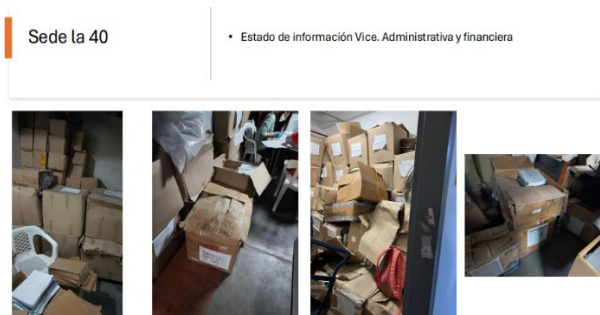 Sede la 40
• Estado de información Vice. Administrativa y financiera